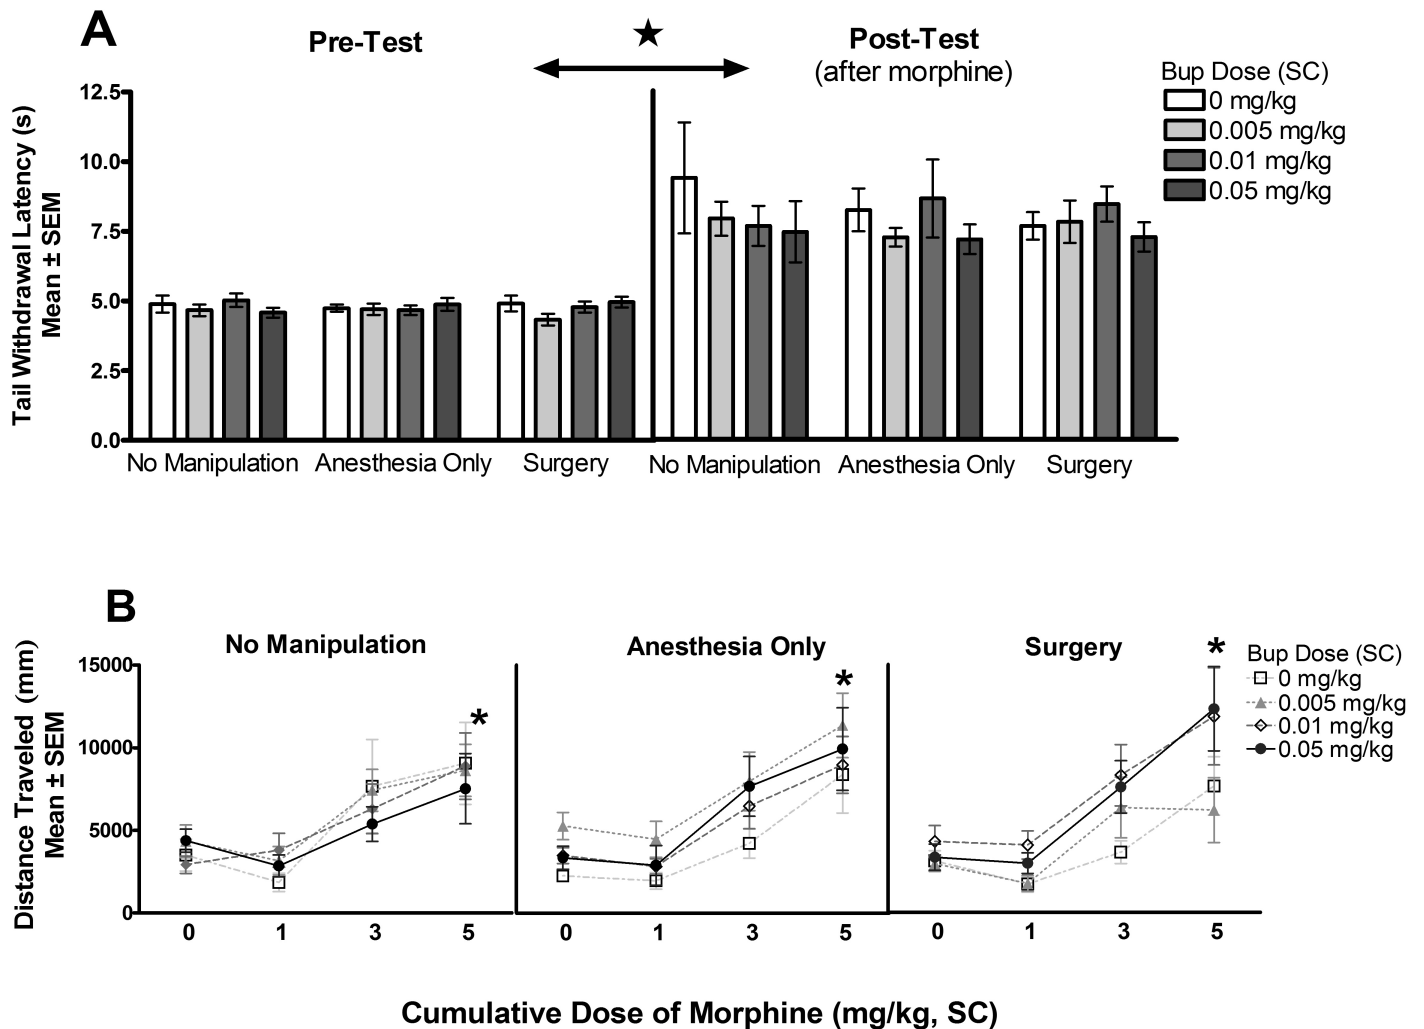 A
Pre-Test
★
Post-Test
(after morphine)
Bup Dose (SC)
0 mg/kg
0.005 mg/kg
0.01 mg/kg
0.05 mg/kg
Tail Withdrawal Latency (s)
Mean ± SEM
12.5
10.0
7.5
5.0
2.5
0.0
No Manipulation
Anesthesia Only
Surgery
No Manipulation
Anesthesia Only
Surgery
B
No Manipulation
Anesthesia Only
Surgery
*
*
*
Bup Dose (SC)
0 mg/kg
0.005 mg/kg
0.01 mg/kg
0.05 mg/kg
Distance Traveled (mm)
Mean ± SEM
15000
10000
5000
0
0 1 3 5
0 1 3 5
0 1 3 5
Cumulative Dose of Morphine (mg/kg, SC)